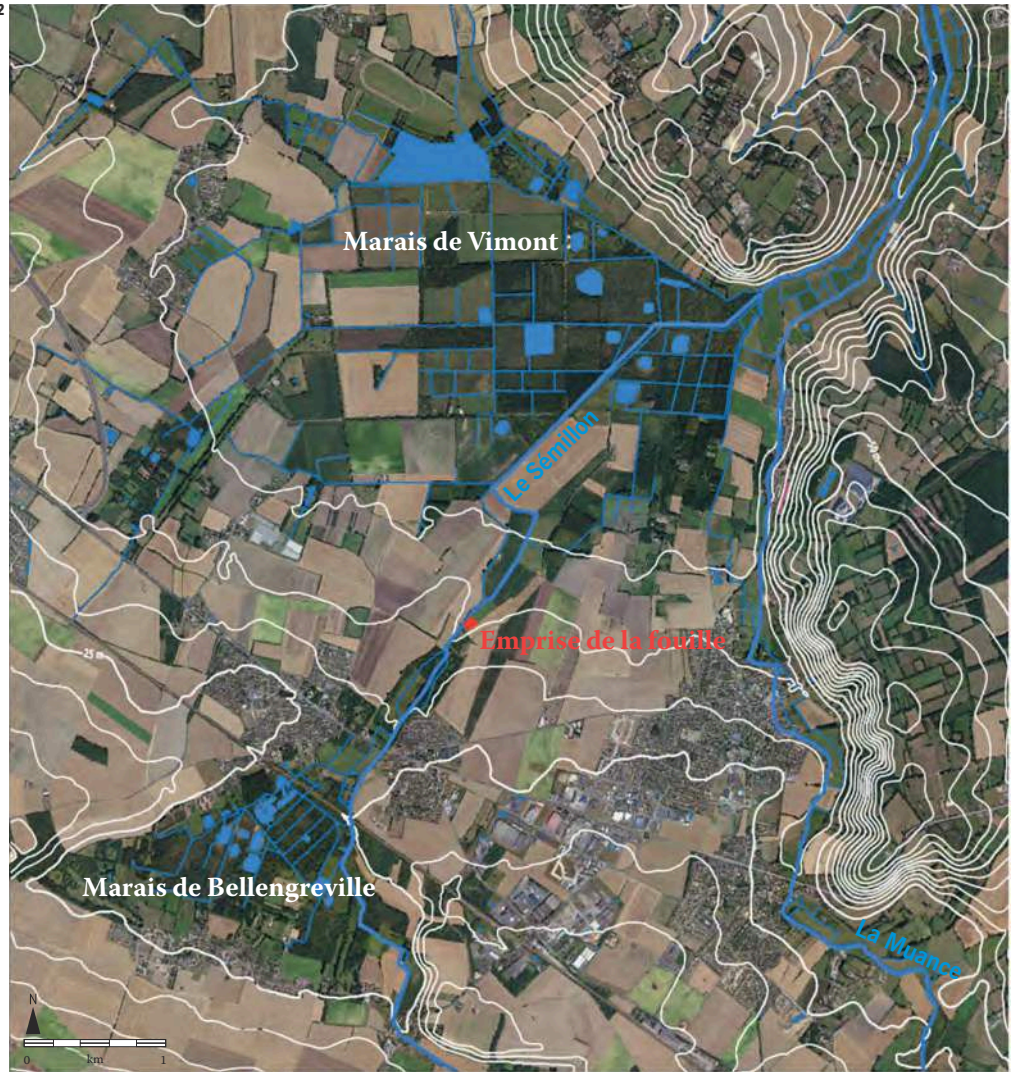 2
Marais de Vimont
50 m
Le Sémillon
Emprise de la fouille
25 m
Marais de Bellengreville
La Muance
N
0 km 1